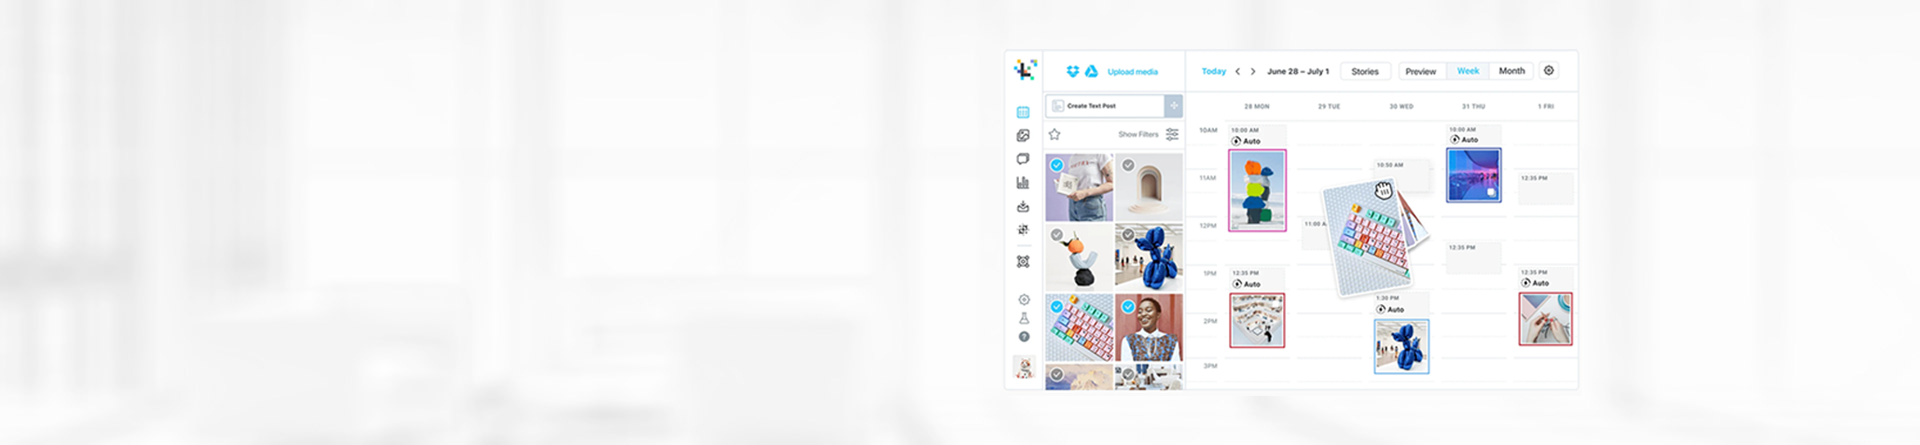 Upload media
Today
June 28 – July 1
Stories
Preview
Week
Month
Create Text Post
Show Filters
28 MON
29 TUE
30 WED
31 THU
1 FRI
10AM
11AM
12PM
1PM
2PM
3PM
10:00 AM
Auto
12:35 PM
Auto
11:00 A
10:50 AM
1:30 PM
Auto
10:00 AM
Auto
12:35 PM
12:35 PM
12:35 PM
Auto